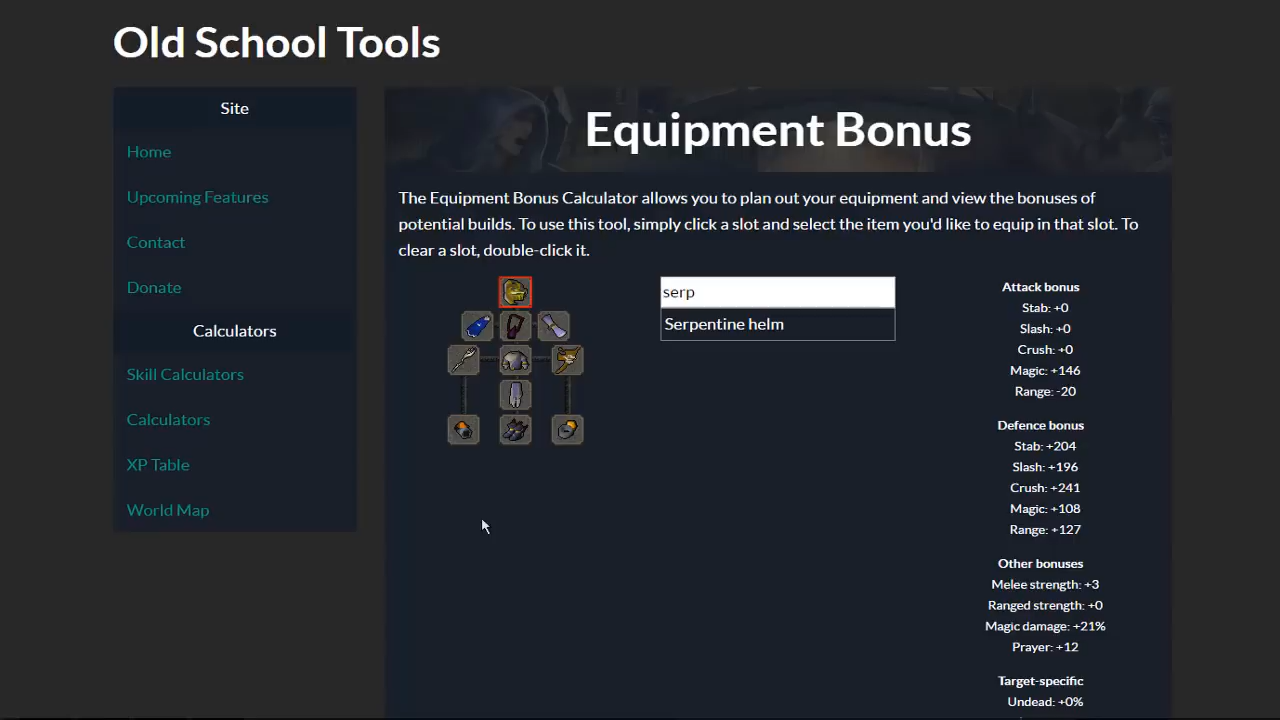 Old School Tools
Site
Home
Upcoming Features
Contact
Donate
Calculators
Skill Calculators
Calculators
XP Table
World Map
Equipment Bonus
The Equipment Bonus Calculator allows you to plan out your equipment and view the bonuses of
potential builds. To use this tool, simply click a slot and select the item you'd like to equip in that slot. To
clear a slot, double-click it.
serp
Serpentine helm
Attack bonus
Stab: +0
Slash: +0
Crush: +0
Magic: +146
Range: -20
Defence bonus
Stab: +204
Slash: +196
Crush: +241
Magic: +108
Range: +127
Other bonuses
Melee strength: +3
Ranged strength: +0
Magic damage: +21%
Prayer: +12
Target-specific
Undead: +0%